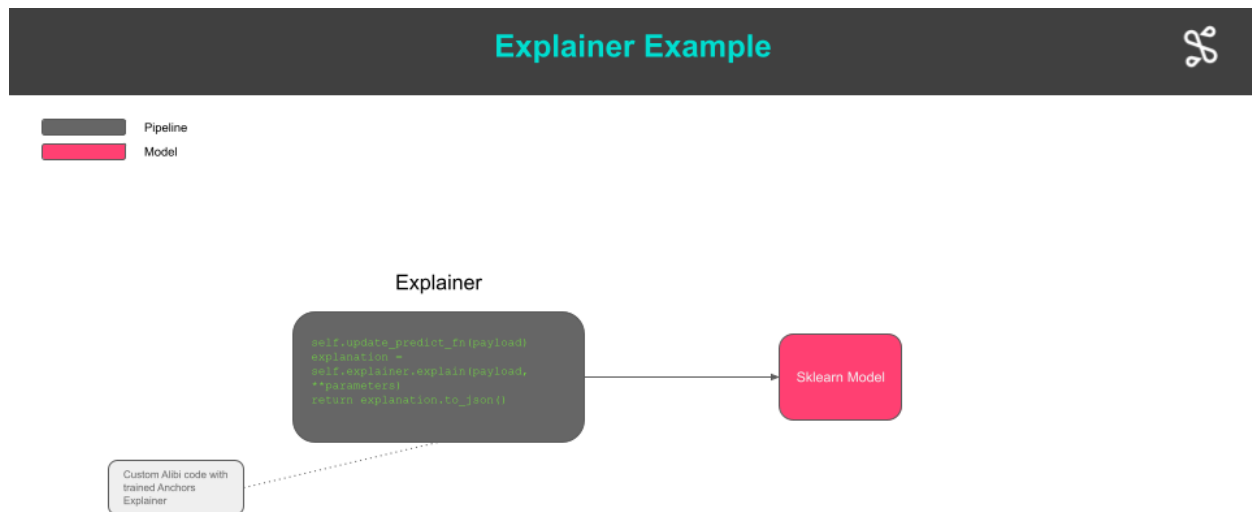 Explainer Example
Pipeline
Model
Explainer
self.update_predict_fn(payload)
explanation =
self.explainer.explain(payload,
**parameters)
return explanation.to_json()
Sklearn Model
Custom Alibi code with
trained Anchors
Explainer